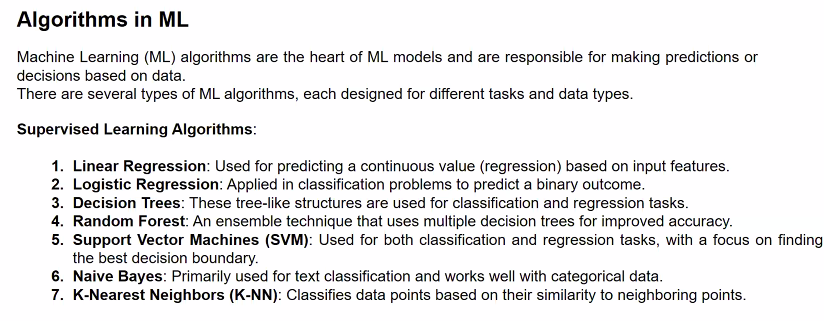 Algorithms in ML
Machine Learning (ML) algorithms are the heart of ML models and are responsible for making predictions or
decisions based on data.
There are several types of ML algorithms, each designed for different tasks and data types.
Supervised Learning Algorithms:
1. Linear Regression: Used for predicting a continuous value (regression) based on input features.
2. Logistic Regression: Applied in classification problems to predict a binary outcome.
3. Decision Trees: These tree-like structures are used for classification and regression tasks.
4. Random Forest: An ensemble technique that uses multiple decision trees for improved accuracy.
5. Support Vector Machines (SVM): Used for both classification and regression tasks, with a focus on finding
the best decision boundary.
6. Naive Bayes: Primarily used for text classification and works well with categorical data.
7. K-Nearest Neighbors (K-NN): Classifies data points based on their similarity to neighboring points.